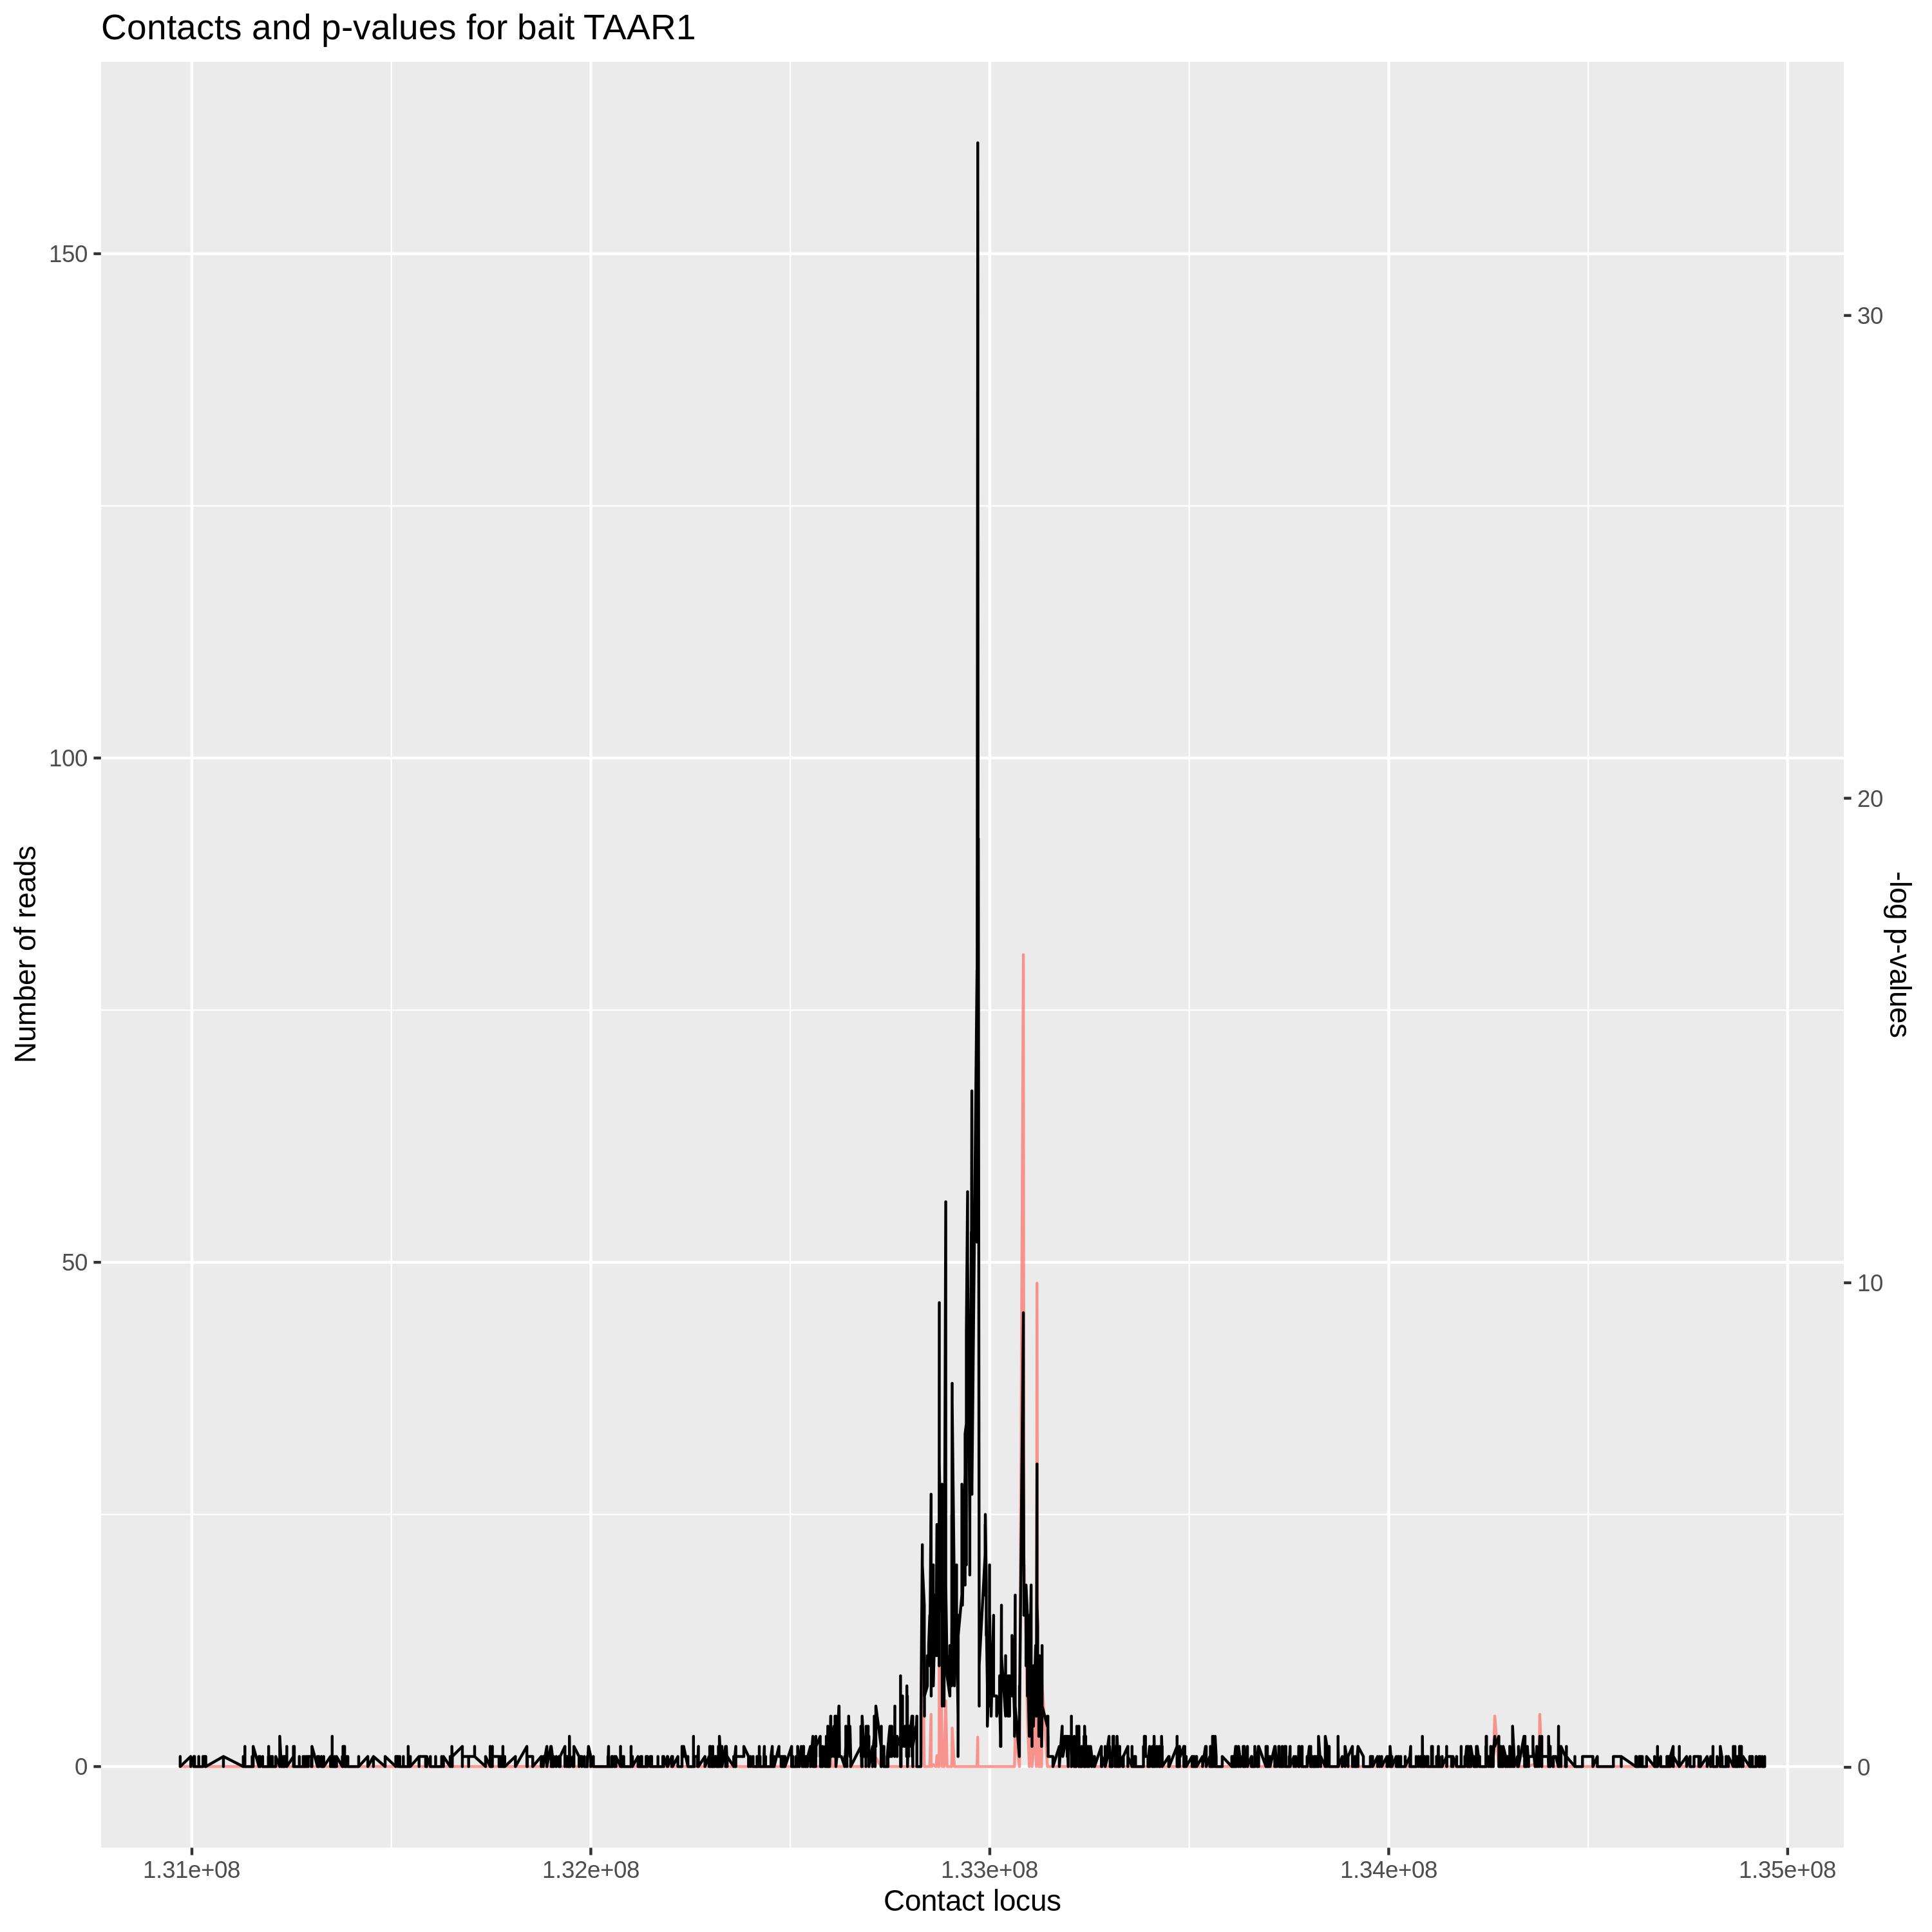 Contacts and p-values for bait TAAR1
150
100
50
0
Number of reads
30
20
10
0
-log p-values
1.31e+08
1.32e+08
1.33e+08
1.34e+08
1.35e+08
Contact locus